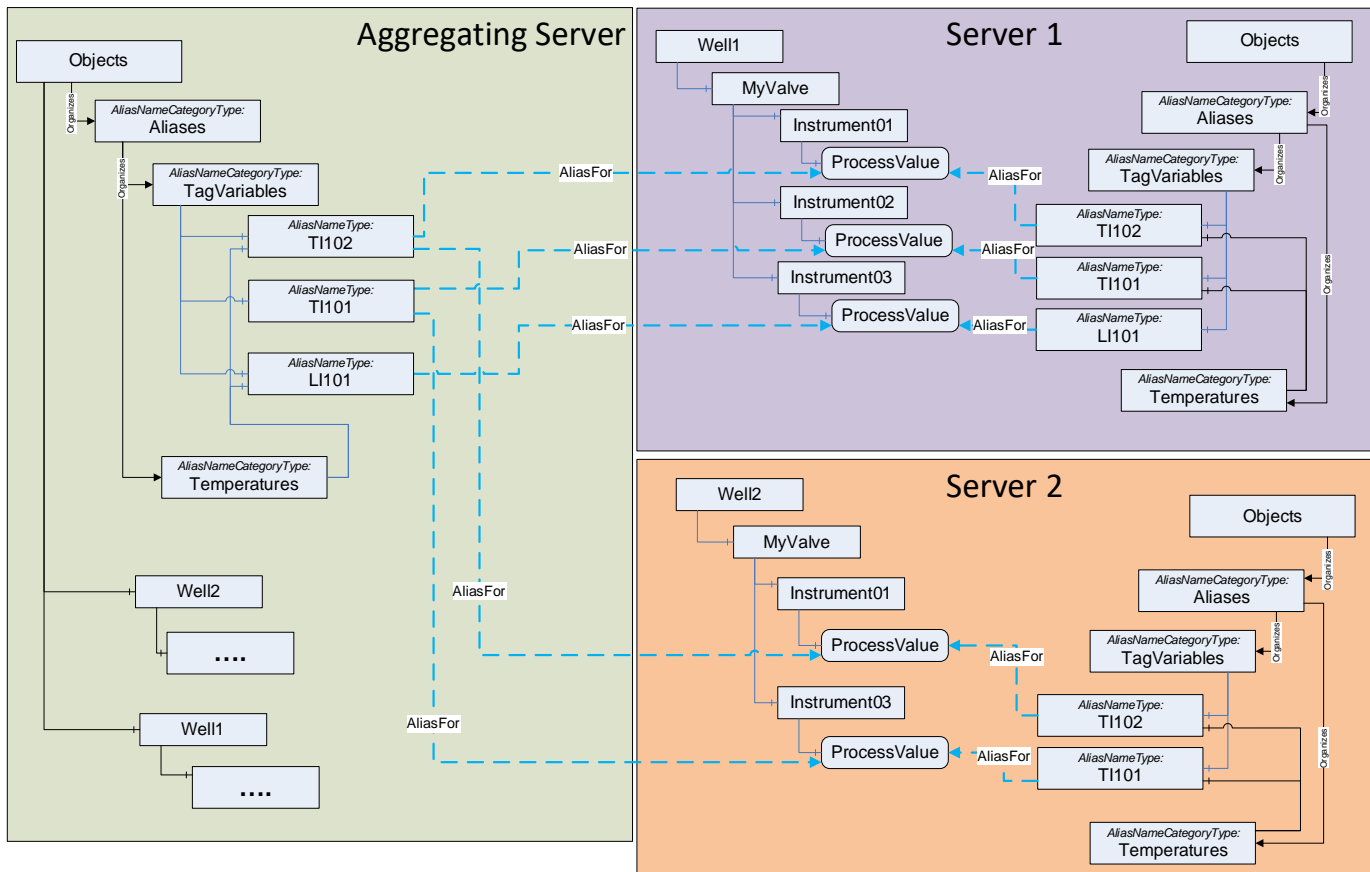 Aggregating Server
Objects
Organizes
AliasNameCategoryType:
Aliases
Organizes
AliasNameCategoryType:
TagVariables
AliasNameType:
TI102
AliasNameType:
TI101
AliasNameType:
LI101
AliasNameCategoryType:
Temperatures
Well2
....
Well1
....
AliasFor
AliasFor
AliasFor
AliasFor
AliasFor
Server 1
Well1
MyValve
Instrument01
ProcessValue
Instrument02
ProcessValue
Instrument03
ProcessValue
AliasFor
AliasFor
AliasFor
Objects
Organizes
AliasNameCategoryType:
Aliases
Organizes
AliasNameCategoryType:
TagVariables
AliasNameType:
TI102
AliasNameType:
TI101
AliasNameType:
LI101
Organizes
AliasNameCategoryType:
Temperatures
Server 2
Well2
MyValve
Instrument01
ProcessValue
Instrument03
ProcessValue
AliasFor
AliasFor
Objects
Organizes
AliasNameCategoryType:
Aliases
Organizes
AliasNameCategoryType:
TagVariables
AliasNameType:
TI102
AliasNameType:
TI101
Organizes
AliasNameCategoryType:
Temperatures